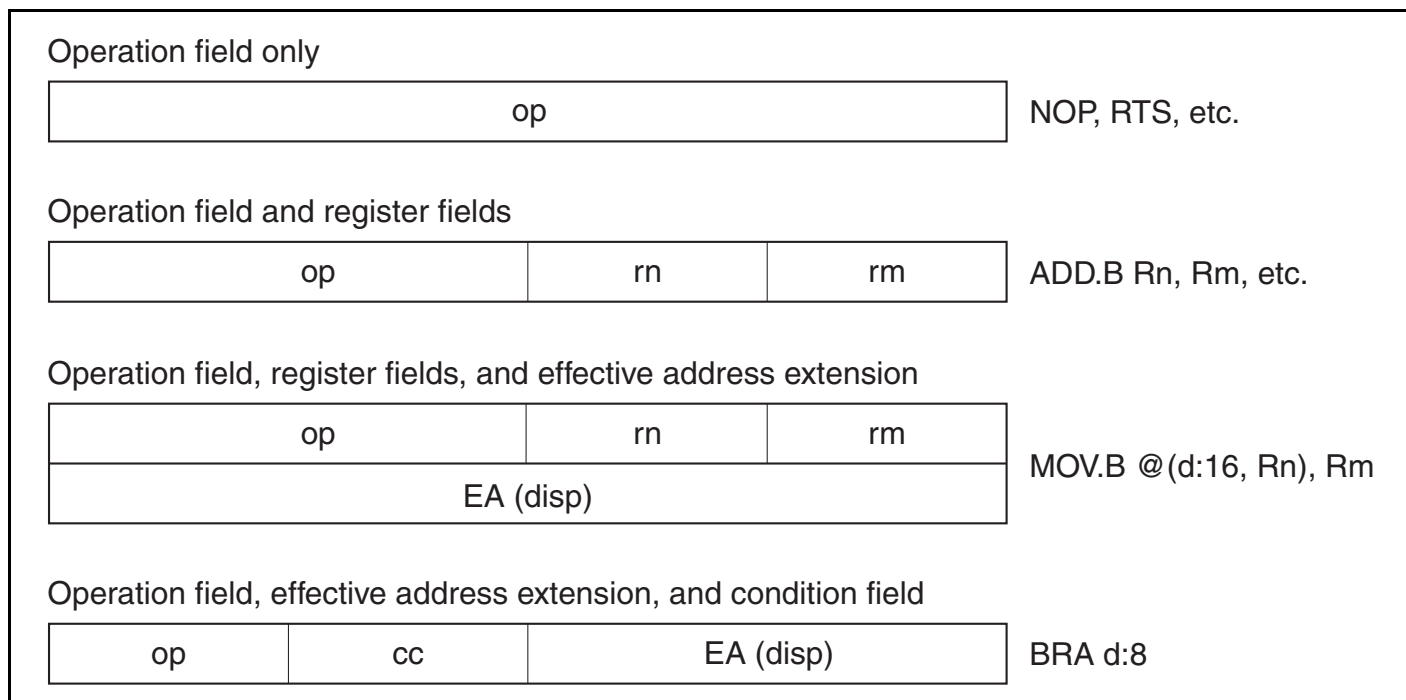 Operation field only
op
NOP, RTS, etc.
Operation field and register fields
op rn rm
ADD.B Rn, Rm, etc.
Operation field, register fields, and effective address extension
op rn rm
EA (disp)
MOV.B @(d:16, Rn), Rm
Operation field, effective address extension, and condition field
op cc EA (disp)
BRA d:8